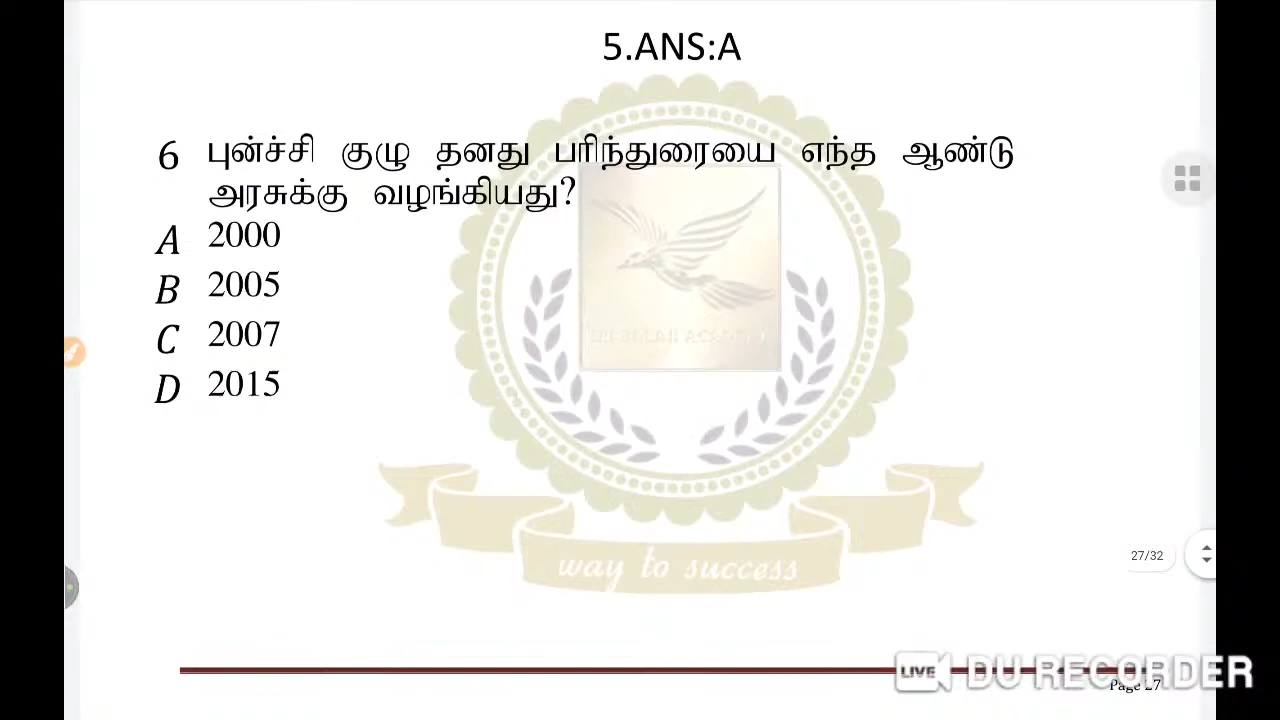 5.ANS:A
6 புன்ச்சி குழு தனது பரிந்துரையை எந்த ஆண்டு
அரசுக்கு வழங்கியது?
A 2000
B 2005
C 2007
D 2015
way to success
27/32
LIVE DU RECORDER
Page 27